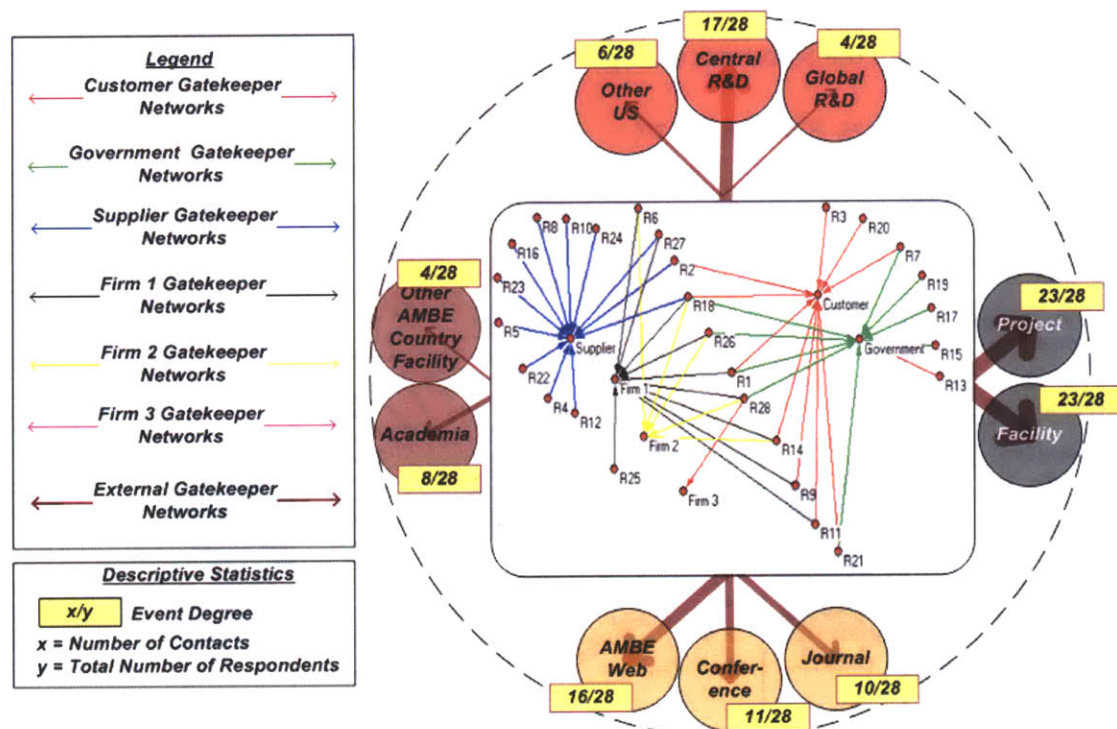 Legend
Customer Gatekeeper
Networks
Government Gatekeeper
Networks
Supplier Gatekeeper
Networks
Firm 1 Gatekeeper
Networks
Firm 2 Gatekeeper
Networks
Firm 3 Gatekeeper
Networks
External Gatekeeper
Networks
Descriptive Statistics
x/y Event Degree
x = Number of Contacts
y = Total Number of Respondents
6/28
17/28
4/28
Other
US
Central
R&D
Global
R&D
4/28
Other
AMBE
Country
Facility
Academia
8/28
R8
R10
R24
R6
R27
R2
R16
R23
R5
R22
R4
R12
Supplier
R18
R26
R1
R28
R14
R9
R11
R21
R25
Firm 1
Firm 2
Firm 3
R3
R20
R7
R19
R17
R15
R13
Customer
Government
23/28
Project
23/28
Facility
AMBE
Web
16/28
Confer-
ence
11/28
Journal
10/28